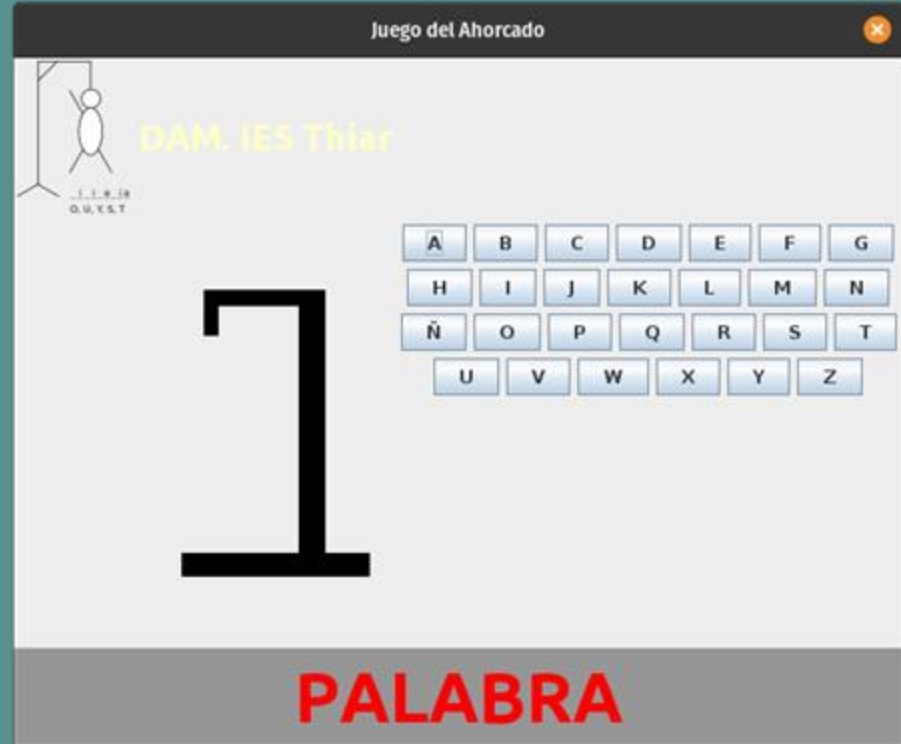 Juego del Ahorcado
DAM. IES Thiar
O, U, Y, S, T
A B C D E F G
H I J K L M N
Ñ O P Q R S T
U V W X Y Z
PALABRA